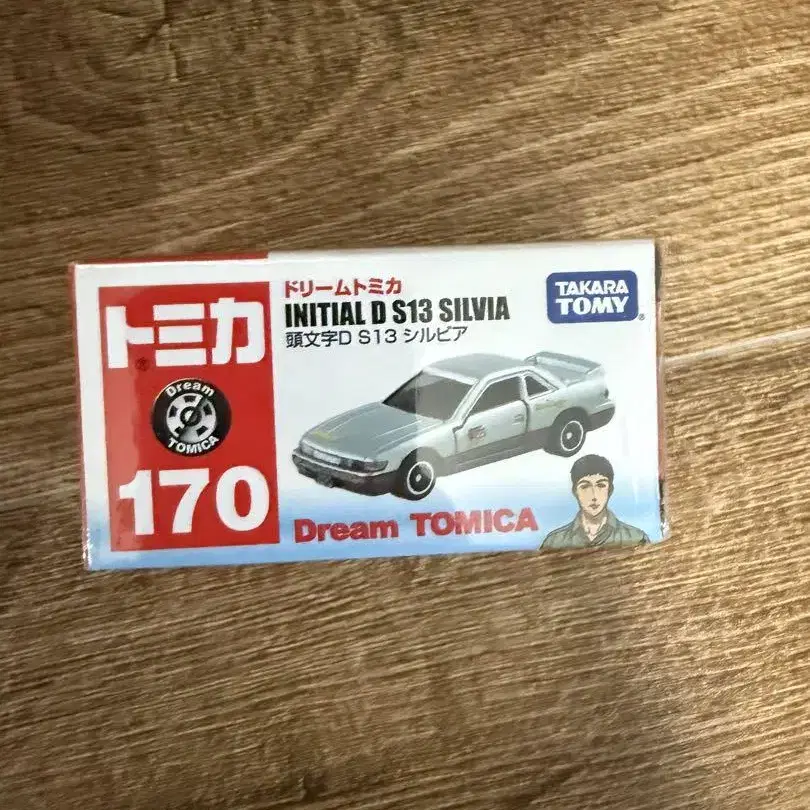 トミカ
Dream
TOMICA
170
ドリームトミカ
INITIAL D S13 SILVIA
頭文字D S13 シルビア
Dream TOMICA
TAKARA
TOMY®